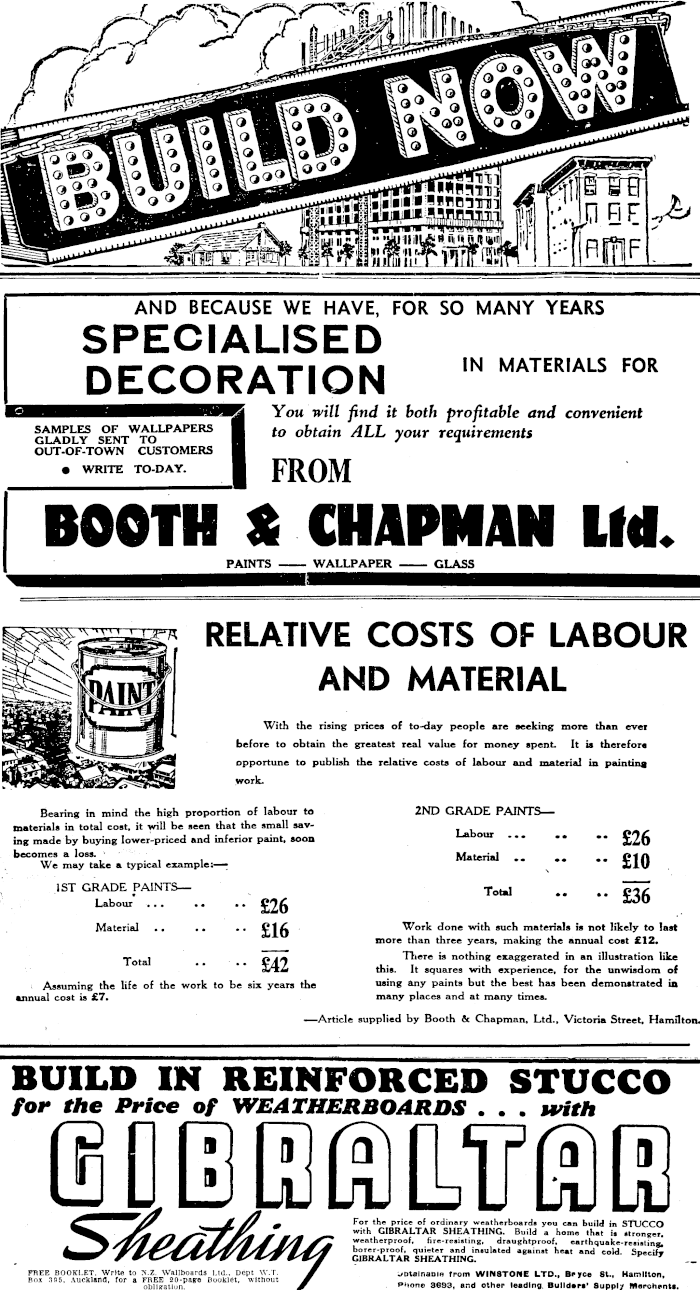 BUILD NOW
AND BECAUSE WE HAVE, FOR SO MANY YEARS
SPECIALISED
DECORATION
IN MATERIALS FOR
SAMPLES OF WALLPAPERS
GLADLY SENT TO
OUT-OF-TOWN CUSTOMERS
● WRITE TO-DAY.
You will find it both profitable and convenient
to obtain ALL your requirements
FROM
BOOTH & CHAPMAN Ltd.
PAINTS — WALLPAPER — GLASS
PAINT
RELATIVE COSTS OF LABOUR
AND MATERIAL
With the rising prices of to-day people are seeking more than ever
before to obtain the greatest real value for money spent. It is therefore
opportune to publish the relative costs of labour and material in painting
work.
Bearing in mind the high proportion of labour to
materials in total cost, it will be seen that the small sav-
ing made by buying lower-priced and inferior paint, soon
becomes a loss.
We may take a typical example:—
1ST GRADE PAINTS—
Labour ... .. .. £26
Material .. .. .. £16
Total .. .. £42
Assuming the life of the work to be six years the
annual cost is £7.
2ND GRADE PAINTS—
Labour ... .. .. £26
Material .. .. .. £10
Total .. .. £36
Work done with such materials is not likely to last
more than three years, making the annual cost £12.
There is nothing exaggerated in an illustration like
this. It squares with experience, for the unwisdom of
using any paints but the best has been demonstrated in
many places and at many times.
—Article supplied by Booth & Chapman, Ltd., Victoria Street, Hamilton.
BUILD IN REINFORCED STUCCO
for the Price of WEATHERBOARDS . . . with
GIBRALTAR
Sheathing
For the price of ordinary weatherboards you can build in STUCCO
with GIBRALTAR SHEATHING. Build a home that is stronger,
weatherproof, fire-resisting, draughtproof, earthquake-resisting,
borer-proof, quieter and insulated against heat and cold. Specify
GIBRALTAR SHEATHING.
FREE BOOKLET, Write to N.Z. Wallboards Ltd., Dept W.T.
Box 395, Auckland, for a FREE 20-page Booklet, without
obligation.
Obtainable from WINSTONE LTD., Bryce St., Hamilton,
Phone 3693, and other leading Builders' Supply Merchants.